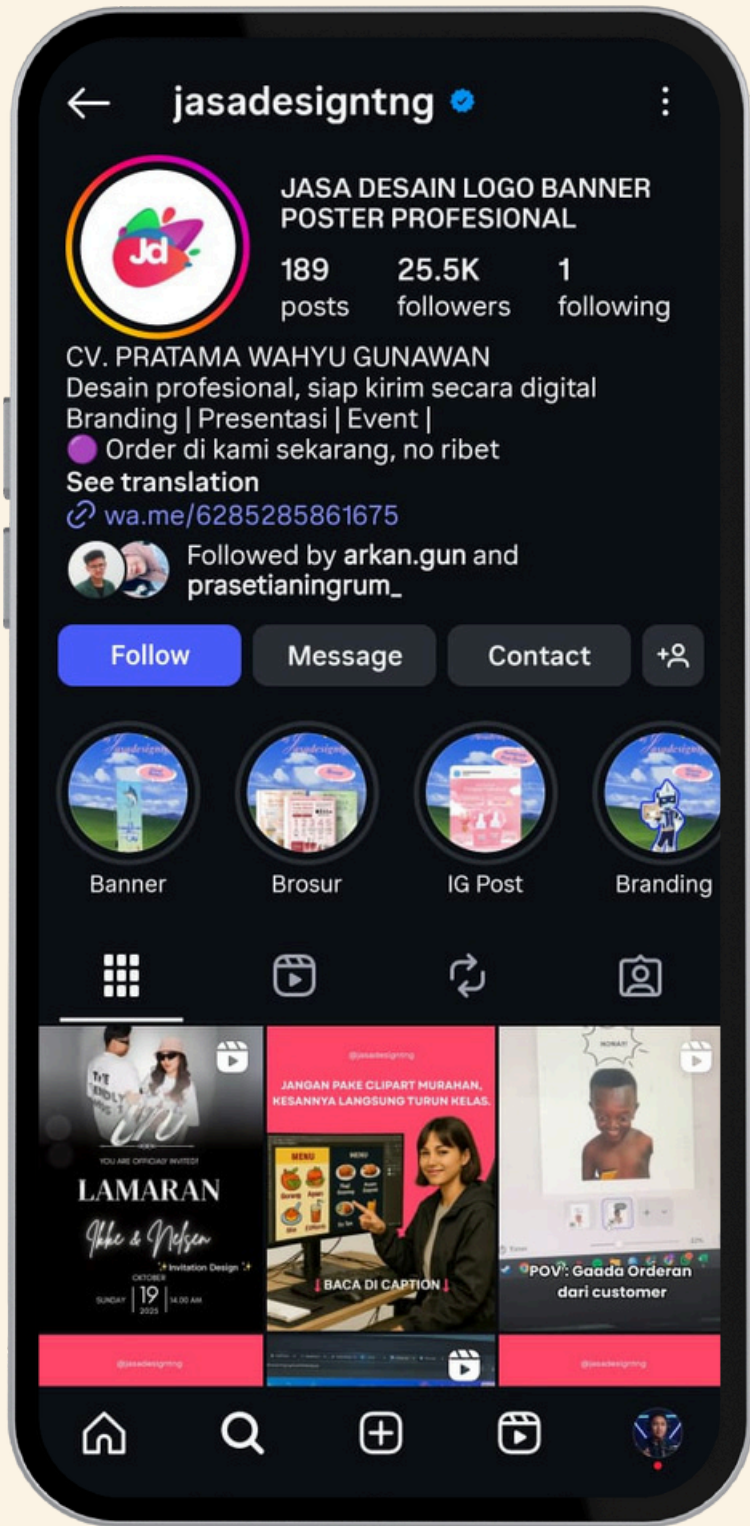 jasadesigntng
Jd
JASA DESAIN LOGO BANNER
POSTER PROFESIONAL
189 25.5K 1
posts followers following
CV. PRATAMA WAHYU GUNAWAN
Desain profesional, siap kirim secara digital
Branding | Presentasi | Event |
Order di kami sekarang, no ribet
See translation
wa.me/6285285861675
Followed by arkan.gun and
prasetianingrum_
Follow Message Contact
Banner Brosur IG Post Branding
YOU ARE OFFICIALLY INVITED!
LAMARAN
Ikke & Nelsen
Invitation Design
OKTOBER
SUNDAY 19 14.00 AM
2025
@jasadesigntng
JANGAN PAKE CLIPART MURAHAN,
KESANNYA LANGSUNG TURUN KELAS.
MENU MENU
BACA DI CAPTION
POV : Gaada Orderan
dari customer
@jasadesigntng
@jasadesigntng